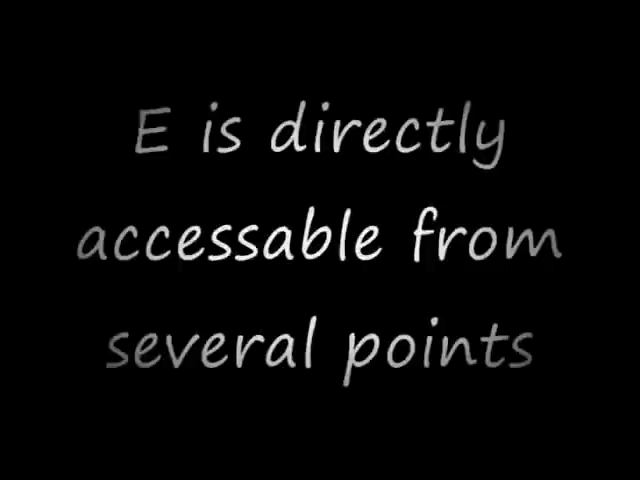 E is directly
accessable from
several points